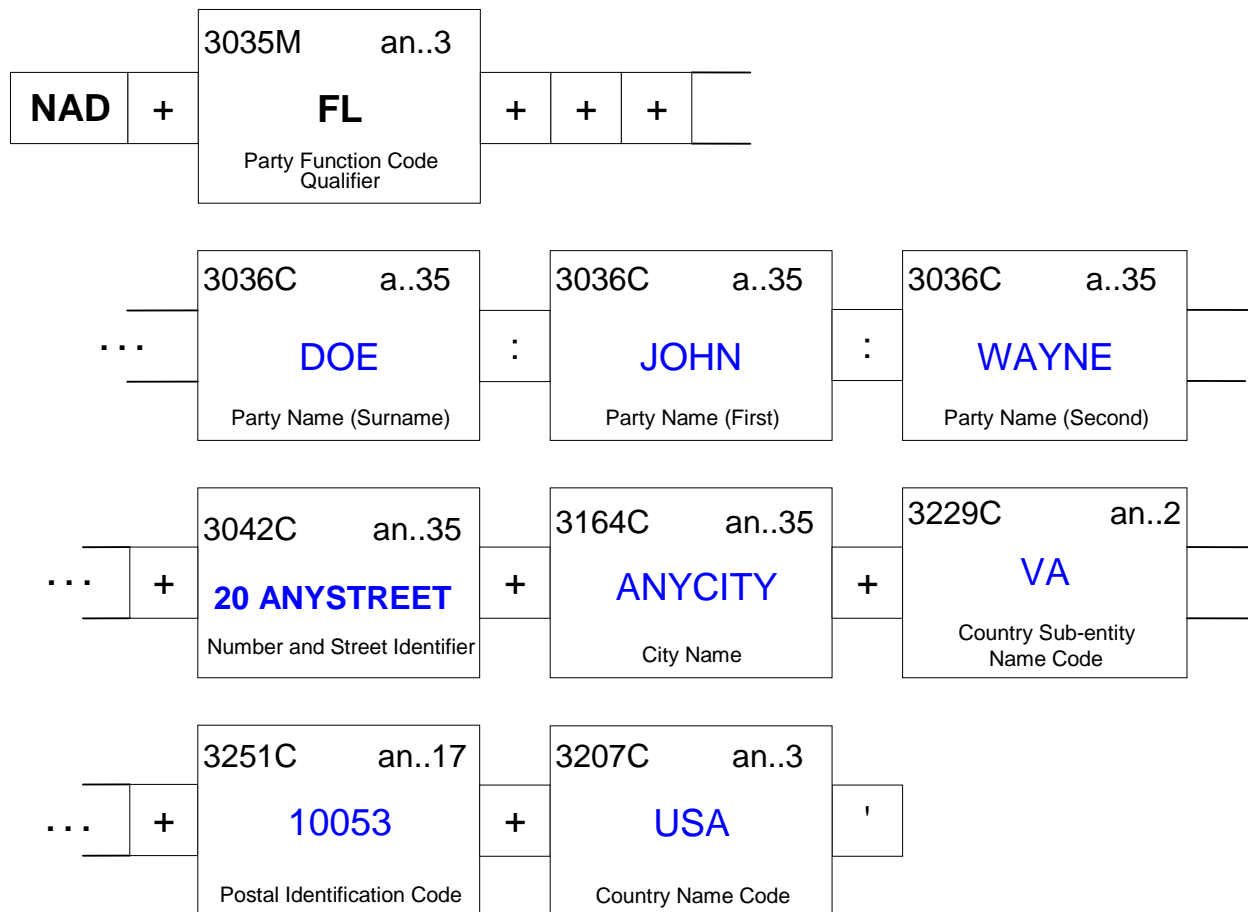 3035M an..3
NAD + FL + + +
Party Function Code
Qualifier
3036C a..35 3036C a..35 3036C a..35
... DOE : JOHN : WAYNE
Party Name (Surname) Party Name (First) Party Name (Second)
3042C an..35 3164C an..35 3229C an..2
... + 20 ANYSTREET + ANYCITY + VA
Number and Street Identifier City Name Country Sub-entity
Name Code
3251C an..17 3207C an..3
... + 10053 + USA '
Postal Identification Code Country Name Code